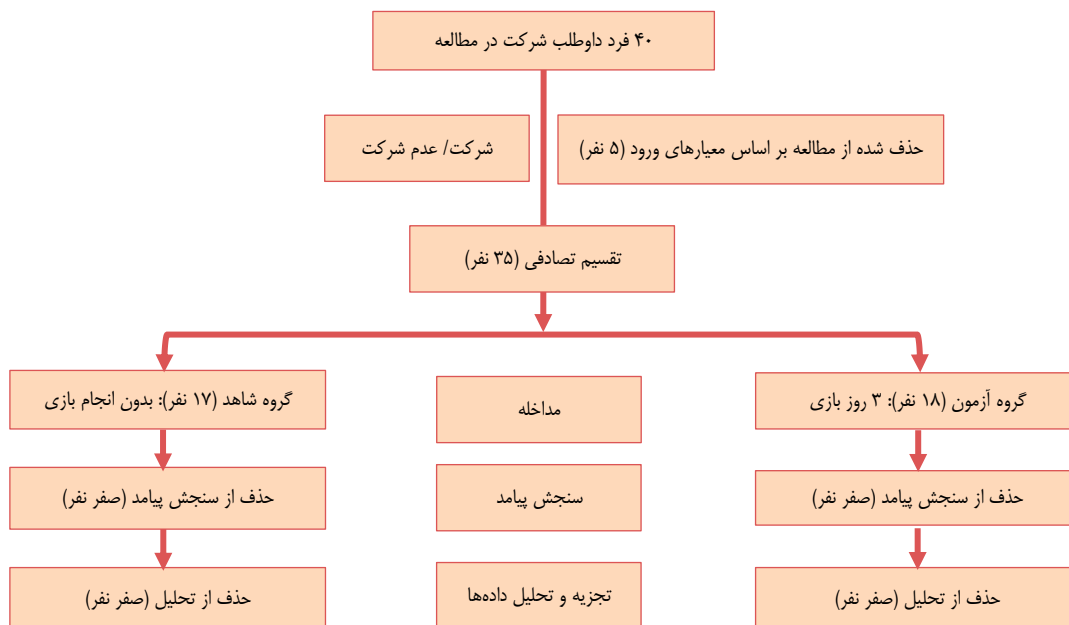 ۴۰ فرد داوطلب شرکت در مطالعه
حذف شده از مطالعه بر اساس معیارهای ورود (۵ نفر)
شرکت/ عدم شرکت
تقسیم تصادفی (۳۵ نفر)
گروه آزمون (۱۸ نفر): ۳ روز بازی
مداخله
گروه شاهد (۱۷ نفر): بدون انجام بازی
حذف از سنجش پیامد (صفر نفر)
سنجش پیامد
حذف از سنجش پیامد (صفر نفر)
حذف از تحلیل (صفر نفر)
تجزیه و تحلیل داده‌ها
حذف از تحلیل (صفر نفر)